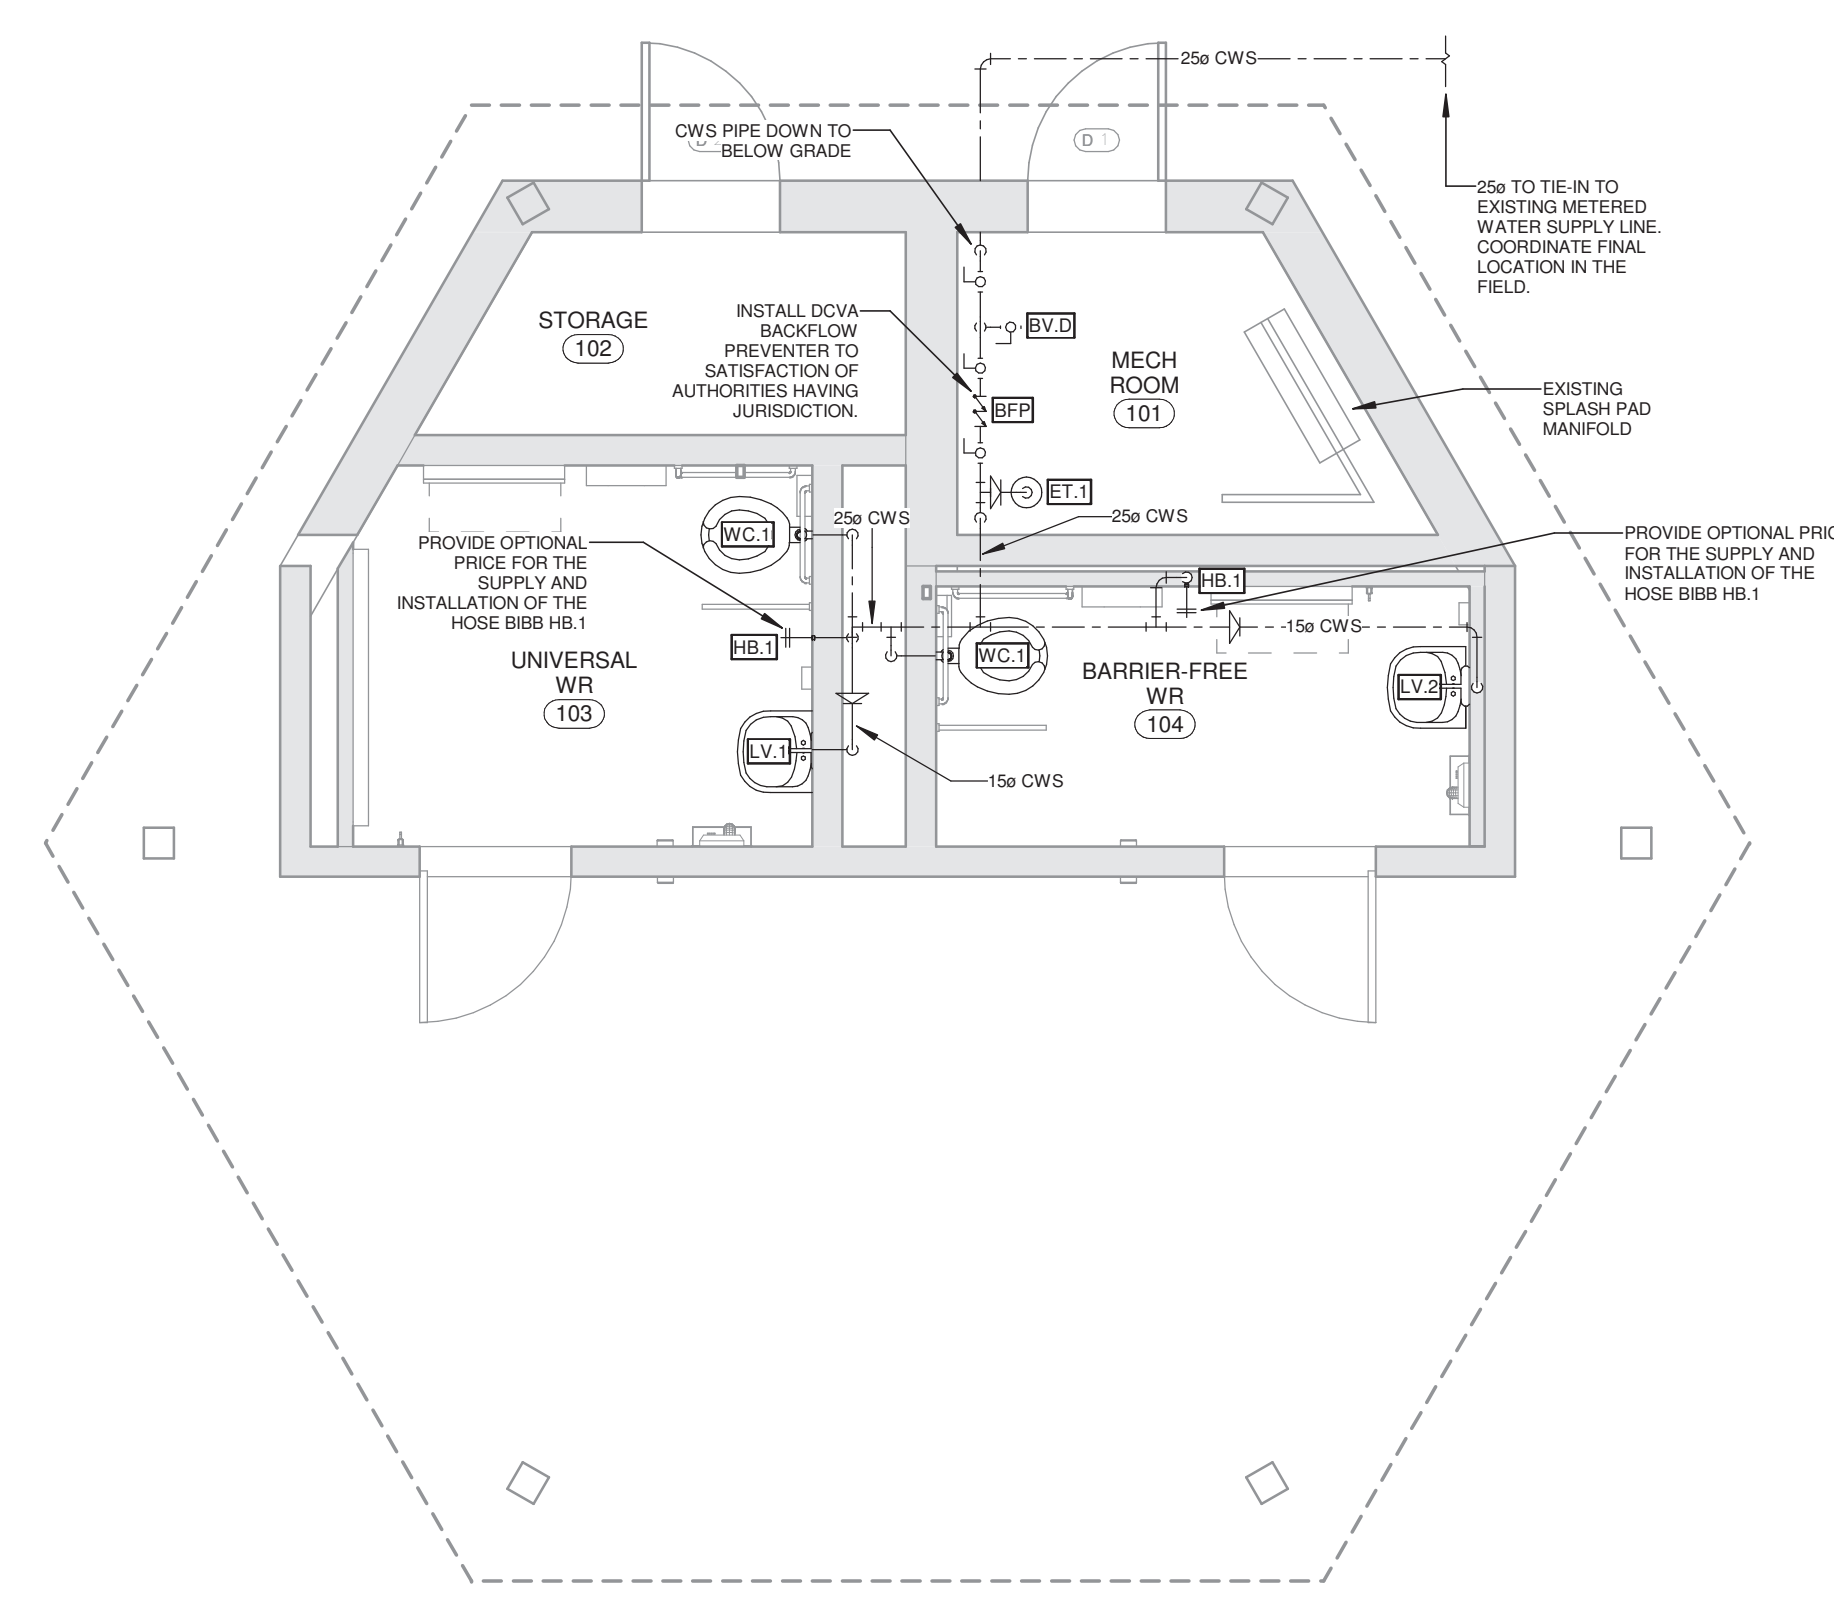 25ø CWS
CWS PIPE DOWN TO
BELOW GRADE
D
D 1
25ø TO TIE-IN TO
EXISTING METERED
WATER SUPPLY LINE.
COORDINATE FINAL
LOCATION IN THE
FIELD.
STORAGE
102
INSTALL DCVA
BACKFLOW
PREVENTER TO
SATISFACTION OF
AUTHORITIES HAVING
JURISDICTION.
BV.D
BFP
ET.1
MECH
ROOM
101
EXISTING
SPLASH PAD
MANIFOLD
25ø CWS
25ø CWS
WC.1
PROVIDE OPTIONAL
PRICE FOR THE
SUPPLY AND
INSTALLATION OF THE
HOSE BIBB HB.1
HB.1
UNIVERSAL
WR
103
LV.1
15ø CWS
PROVIDE OPTIONAL PRIC
FOR THE SUPPLY AND
INSTALLATION OF THE
HOSE BIBB HB.1
HB.1
15ø CWS
WC.1
BARRIER-FREE
WR
104
LV.2